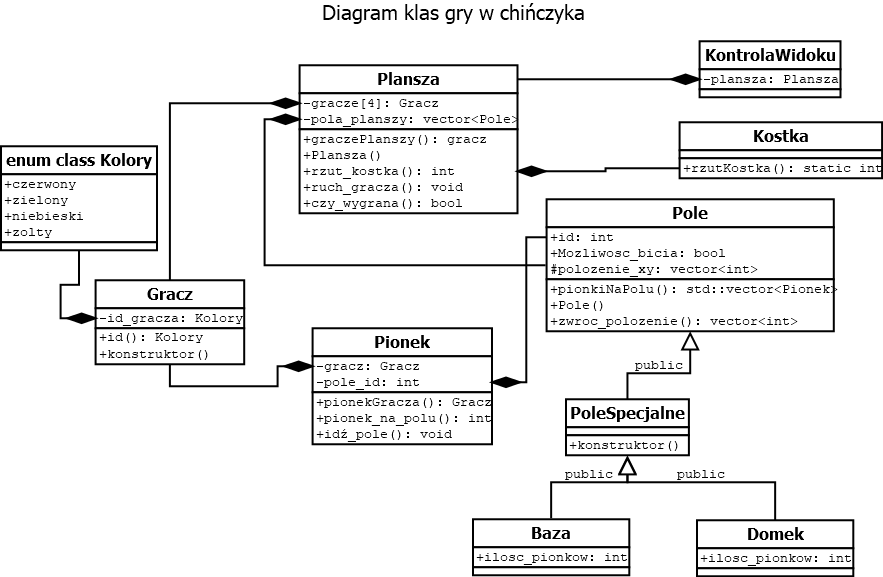 Diagram klas gry w chińczyka
KontrolaWidoku
-plansza: Plansza
Plansza
-gracze[4]: Gracz
-pola_planszy: vector<Pole>
+graczePlanszy(): gracz
+Plansza()
+rzut_kostka(): int
+ruch_gracza(): void
+czy_wygrana(): bool
Kostka
+rzutKostka(): static int
enum class Kolory
+czerwony
+zielony
+niebieski
+zolty
Pole
+id: int
+Mozliwosc_bicia: bool
#polozenie_xy: vector<int>
+pionkiNaPolu(): std::vector<Pionek>
+Pole()
+zwroc_polozenie(): vector<int>
Gracz
-id_gracza: Kolory
+id(): Kolory
+konstruktor()
Pionek
-gracz: Gracz
-pole_id: int
+pionekGracza(): Gracz
+pionek_na_polu(): int
+idź_pole(): void
public
PoleSpecjalne
+konstruktor()
public
public
Baza
+ilosc_pionkow: int
Domek
+ilosc_pionkow: int